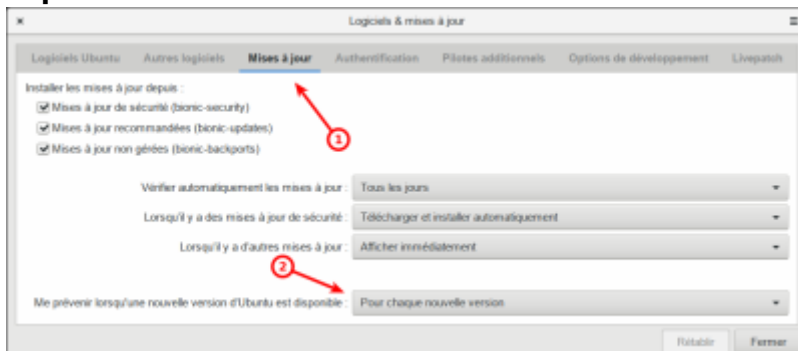 Logiciels & mises à jour
Logiciels Ubuntu Autres logiciels Mises à jour Authentification Pilotes additionnels Options de développement Livepatch
Installer les mises à jour depuis :
Mises à jour de sécurité (bionic-security)
Mises à jour recommandées (bionic-updates)
Mises à jour non gérées (bionic-backports)
1
Vérifier automatiquement les mises à jour : Tous les jours
Lorsqu'il y a des mises à jour de sécurité : Télécharger et installer automatiquement
Lorsqu'il y a d'autres mises à jour : Afficher immédiatement
2
Me prévenir lorsqu'une nouvelle version d'Ubuntu est disponible : Pour chaque nouvelle version
Rétablir Fermer